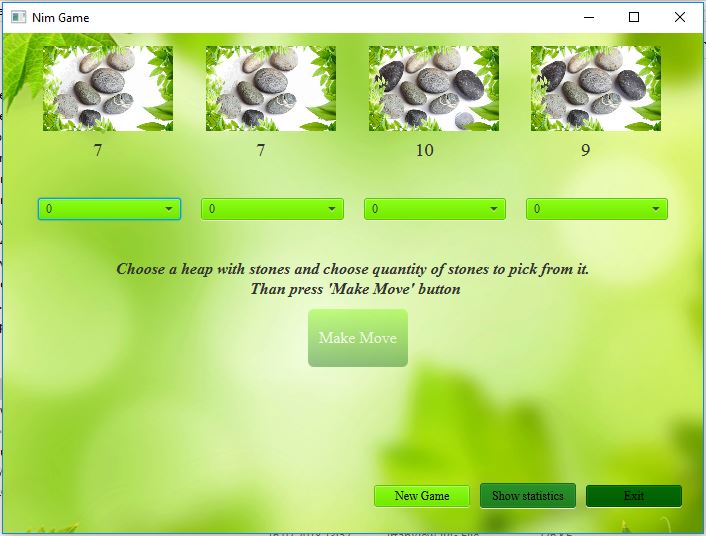 Nim Game
7 7 10 9
0 0 0 0
Choose a heap with stones and choose quantity of stones to pick from it.
Than press 'Make Move' button
Make Move
New Game Show statistics Exit